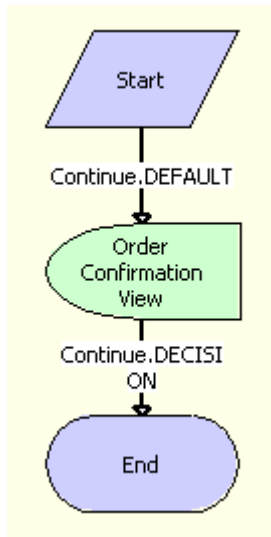 Start
Continue.DEFAULT
Order
Confirmation
View
Continue.DECISI
ON
End